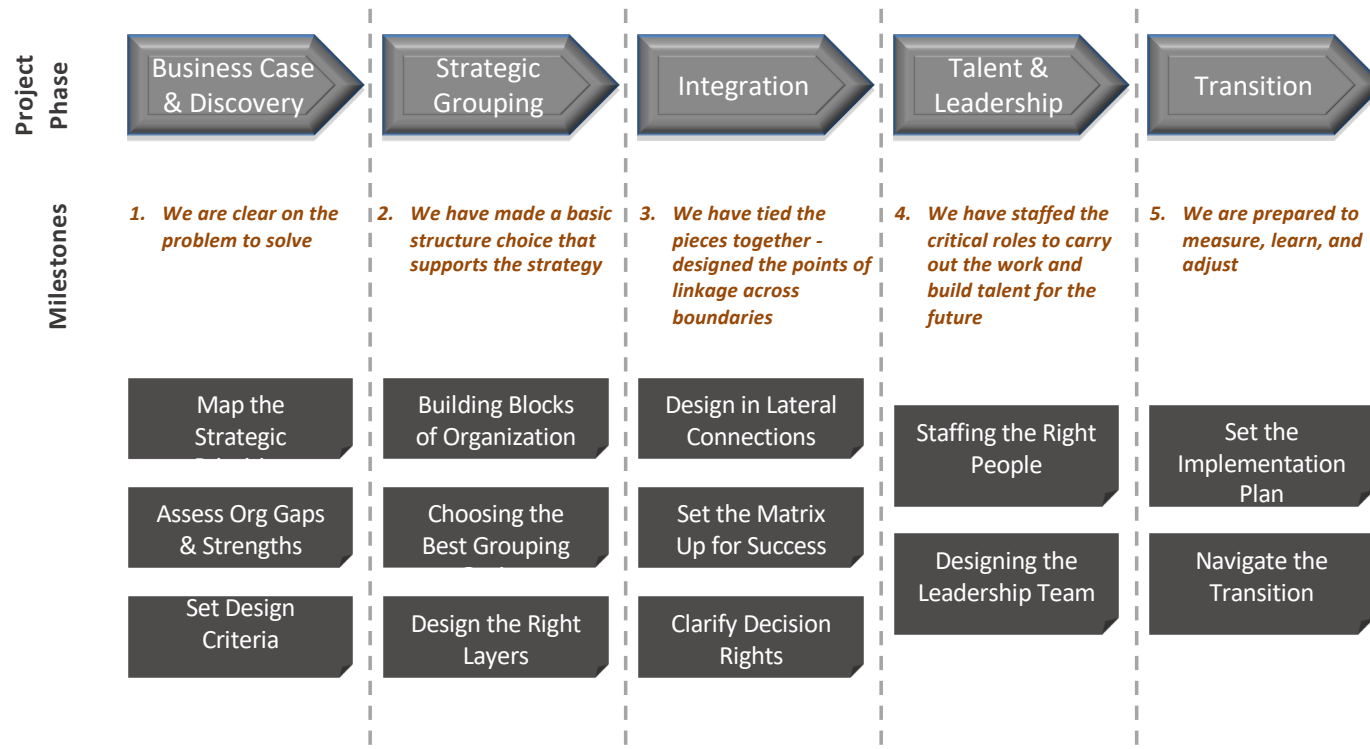 Project
Phase
Business Case
& Discovery
Strategic
Grouping
Integration
Talent &
Leadership
Transition
Milestones
1. We are clear on the
problem to solve
2. We have made a basic
structure choice that
supports the strategy
3. We have tied the
pieces together -
designed the points of
linkage across
boundaries
4. We have staffed the
critical roles to carry
out the work and
build talent for the
future
5. We are prepared to
measure, learn, and
adjust
Map the
Strategic
Assess Org Gaps
& Strengths
Set Design
Criteria
Building Blocks
of Organization
Choosing the
Best Grouping
Design the Right
Layers
Design in Lateral
Connections
Set the Matrix
Up for Success
Clarify Decision
Rights
Staffing the Right
People
Designing the
Leadership Team
Set the
Implementation
Plan
Navigate the
Transition